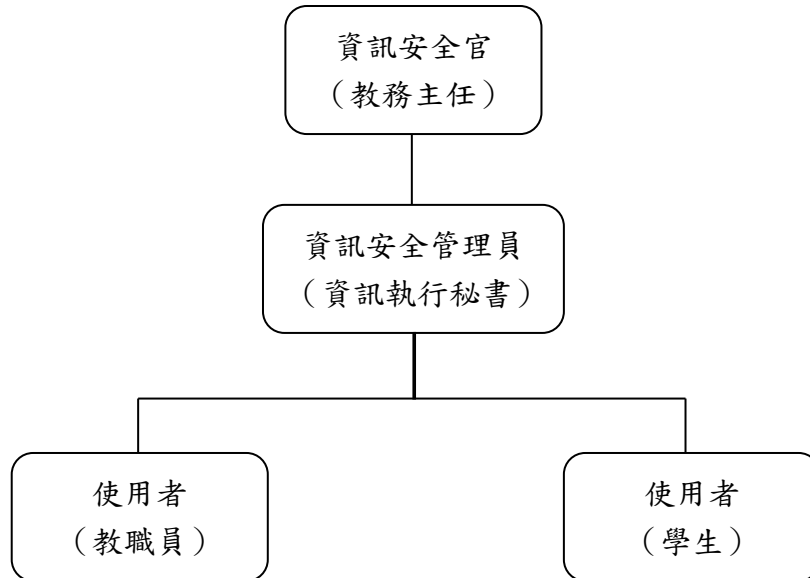 資訊安全官
（教務主任）
資訊安全管理員
（資訊執行秘書）
使用者
（教職員）
使用者
（學生）